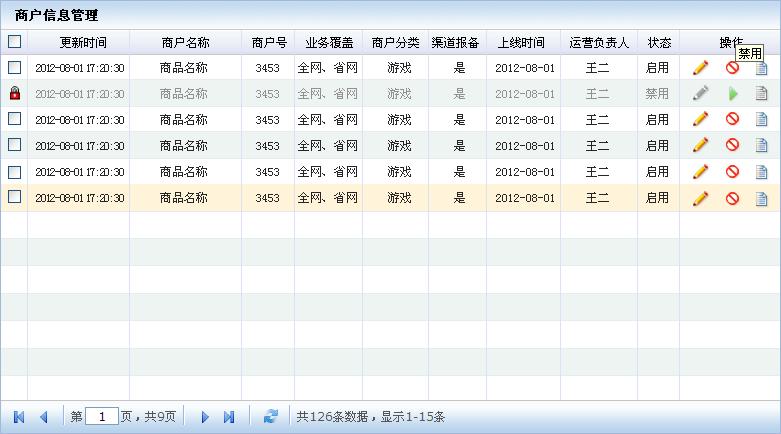 商户信息管理
更新时间 商户名称 商户号 业务覆盖 商户分类 渠道报备 上线时间 运营负责人 状态 操作
禁用
2012-08-01 17:20:30 商品名称 3453 全网、省网 游戏 是 2012-08-01 王二 启用
2012-08-01 17:20:30 商品名称 3453 全网、省网 游戏 是 2012-08-01 王二 禁用
2012-08-01 17:20:30 商品名称 3453 全网、省网 游戏 是 2012-08-01 王二 启用
2012-08-01 17:20:30 商品名称 3453 全网、省网 游戏 是 2012-08-01 王二 启用
2012-08-01 17:20:30 商品名称 3453 全网、省网 游戏 是 2012-08-01 王二 启用
2012-08-01 17:20:30 商品名称 3453 全网、省网 游戏 是 2012-08-01 王二 启用
第 1 页，共9页 共126条数据，显示1-15条